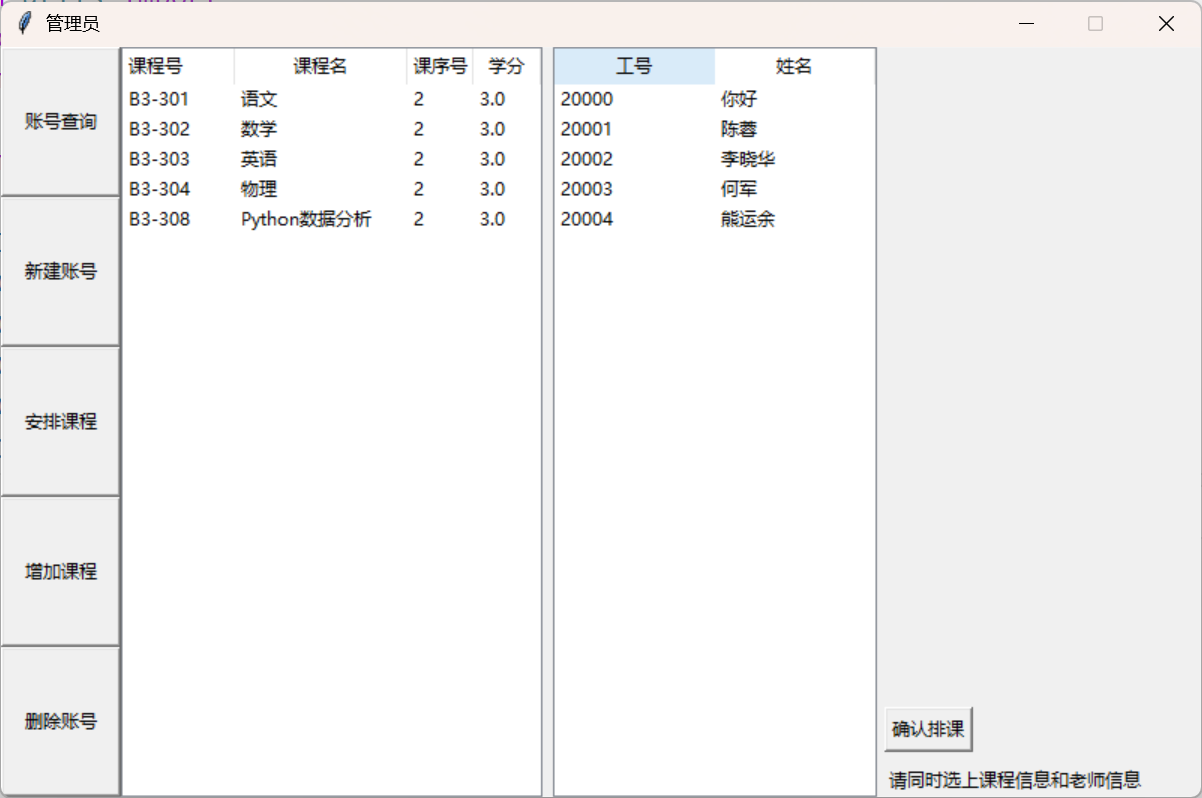 管理员
账号查询
新建账号
安排课程
增加课程
删除账号
课程号 课程名 课序号 学分
B3-301 语文 2 3.0
B3-302 数学 2 3.0
B3-303 英语 2 3.0
B3-304 物理 2 3.0
B3-308 Python数据分析 2 3.0
工号 姓名
20000 你好
20001 陈蓉
20002 李晓华
20003 何军
20004 熊运余
确认排课
请同时选上课程信息和老师信息